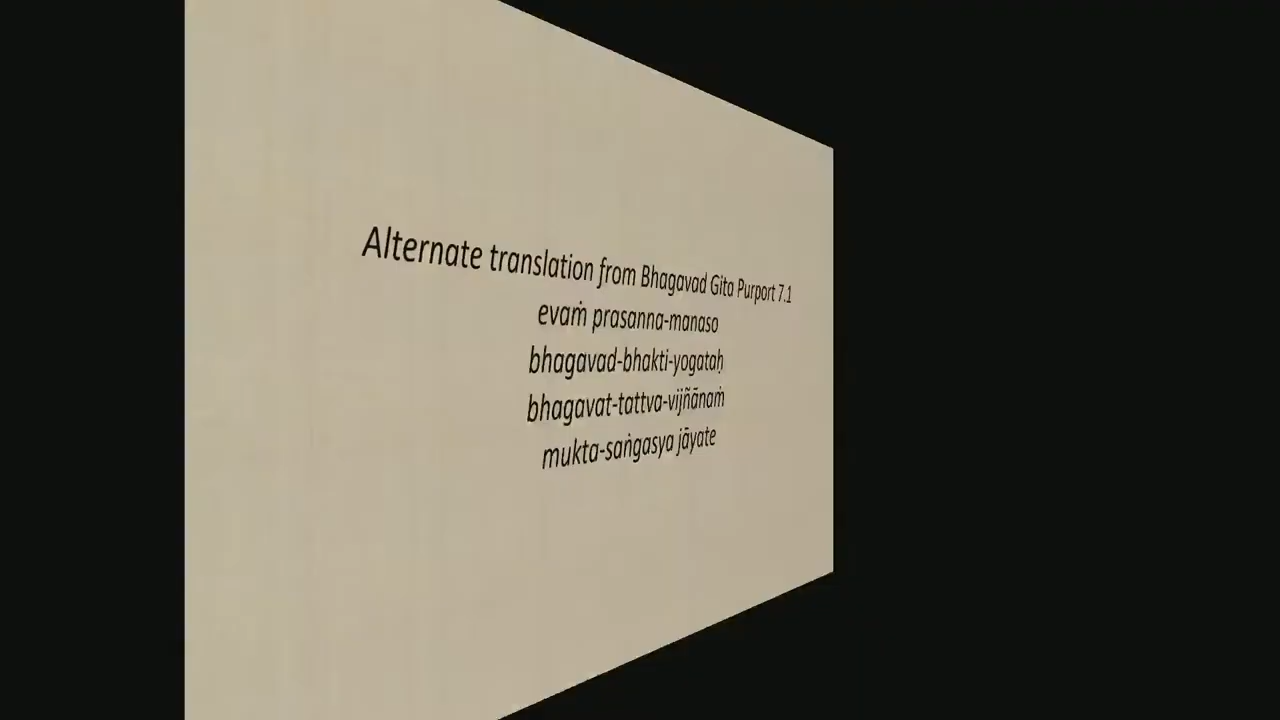 Alternate translation from Bhagavad Gita Purport 7.1
evaṁ prasanna-manaso
bhagavad-bhakti-yogataḥ
bhagavat-tattva-vijñānaṁ
mukta-saṅgasya jāyate